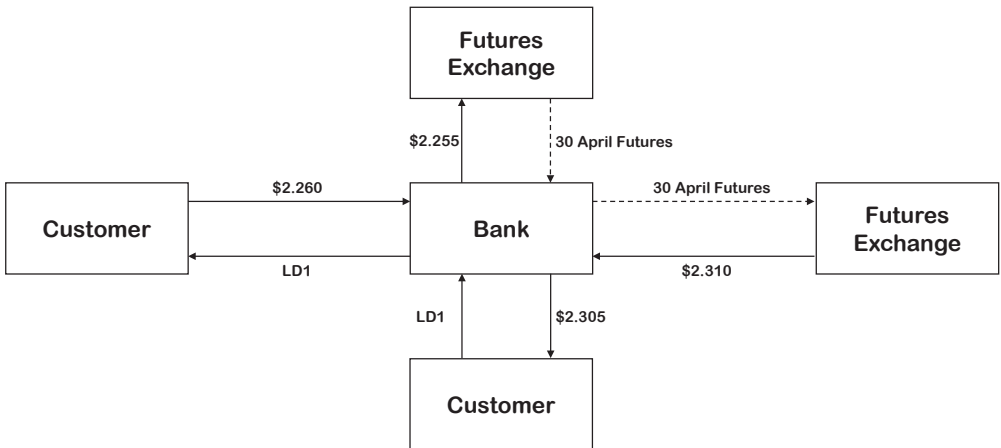 Futures
Exchange
$2.255
30 April Futures
$2.260
30 April Futures
Customer
Bank
Futures
Exchange
LD1
$2.310
LD1
$2.305
Customer